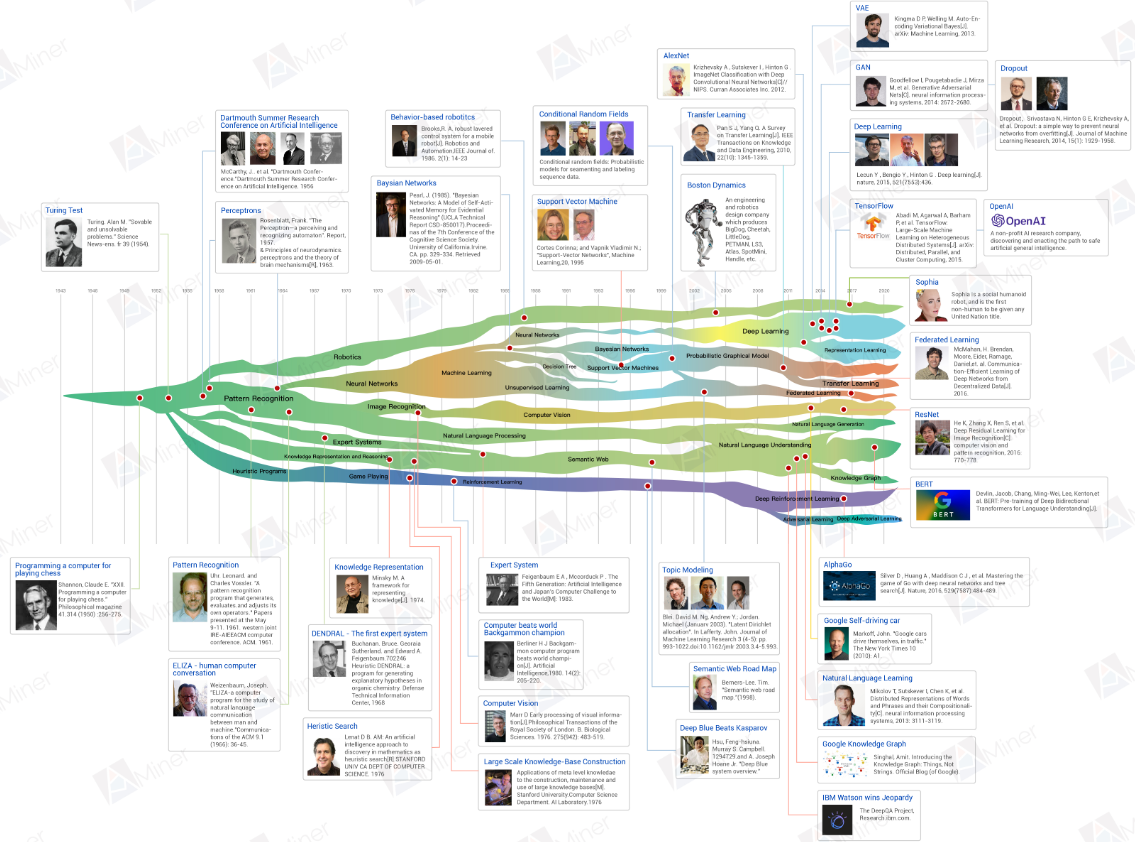 VAE
Kingma D P, Welling M. Auto-En-
coding Variational Bayes[J].
arXiv: Machine Learning, 2013.
AlexNet
Krizhevsky A , Sutskever I , Hinton G .
ImageNet Classification with Deep
Convolutional Neural Networks[C]//
NIPS. Curran Associates Inc. 2012.
GAN
Goodfellow I, Pougetabadie J, Mirza
M, et al. Generative Adversarial
Nets[C]. neural information process-
ing systems, 2014: 2672-2680.
Dropout
Dropout . Srivastava N, Hinton G E, Krizhevsky A,
et al. Dropout: a simple way to prevent neural
networks from overfitting[J]. Journal of Machine
Learning Research, 2014, 15(1): 1929-1958.
Dartmouth Summer Research
Conference on Artificial Intelligence
McCarthy, J., et al. "Dartmouth Confer-
ence."Dartmouth Summer Research Confer-
ence on Artificial Intelligence. 1956
Behavior-based robotitcs
Brooks,R. A. robust layered
control system for a mobile
robot[J]. Robotics and
Automation IEEE Journal of.
1986, 2(1): 14-23
Conditional Random Fields
Conditional random fields: Probabilistic
models for segmenting and labeling
sequence data.
Transfer Learning
Pan S J, Yang Q. A Survey
on Transfer Learning[J]. IEEE
Transactions on Knowledge
and Data Engineering, 2010,
22(10): 1345-1359.
Deep Learning
Lecun Y , Bengio Y , Hinton G . Deep learning[J].
nature, 2015, 521(7553):436.
Turing Test
Turing, Alan M. "Sovable
and unsolvable
problems." Science
News-ens. fr 39 (1954).
Perceptrons
Rosenblatt, Frank. "The
Perceptron—a perceiving and
recognizing automaton". Report,
1957.
& Principles of neurodynamics:
perceptrons and the theory of
brain mechanisms[R], 1963.
Baysian Networks
Pearl, J. (1985). "Bayesian
Networks: A Model of Self-Acti-
vated Memory for Evidential
Reasoning" (UCLA Technical
Report CSD-850017). Proceedi-
ngs of the 7th Conference of the
Cognitive Science Society.
University of California. Irvine.
CA. pp. 329–334. Retrieved
2009-05-01.
Support Vector Machine
Cortes Corinna; and Vapnik Vladimir N.;
"Support-Vector Networks", Machine
Learning,20, 1995
Boston Dynamics
An engineering
and robotics
design company
which produces
BigDog, Cheetah,
LittleDog,
PETMAN, LS3,
Atlas, SpotMini,
Handle, etc.
TensorFlow
TensorFlow
Abadi M, Agarwal A, Barham
P, et al. TensorFlow:
Large-Scale Machine
Learning on Heterogeneous
Distributed Systems[J]. arXiv:
Distributed, Parallel, and
Cluster Computing, 2015.
OpenAI
OpenAI
A non-profit AI research company,
discovering and enacting the path to safe
artificial general intelligence.
Sophia
Sophia is a social humanoid
robot, and is the first
non-human to be given any
United Nation title.
Neural Networks
Deep Learning
Robotics
Bayesian Networks
Representation Learning
Probabilistic Graphical Model
Decision Tree
Support Vector Machines
Machine Learning
Neural Networks
Unsupervised Learning
Transfer Learning
Federated Learning
Pattern Recognition
Image Recognition
Computer Vision
Natural Language Generation
Natural Language Processing
Expert Systems
Natural Language Understanding
Knowledge Representation and Reasoning
Semantic Web
Heuristic Programs
Game Playing
Reinforcement Learning
Knowledge Graph
Deep Reinforcement Learning
Adversarial Learning
Deep Adversarial Learning
Federated Learning
McMahan, H. Brendan,
Moore, Eider, Ramage,
Daniel,et al. Communica-
tion-Efficient Learning of
Deep Networks from
Decentralized Data[J].
2016.
ResNet
He K, Zhang X, Ren S, et al.
Deep Residual Learning for
Image Recognition[C].
computer vision and
pattern recognition, 2016:
770-778.
BERT
Google
BERT
Devlin, Jacob, Chang, Ming-Wei, Lee, Kenton,et
al. BERT: Pre-training of Deep Bidirectional
Transformers for Language Understanding[J].
Programming a computer for
playing chess
Shannon, Claude E. "XXII.
Programming a computer
for playing chess."
Philosophical magazine
41.314 (1950): 256-275.
Pattern Recognition
Uhr, Leonard, and
Charles Vossler. "A
pattern recognition
program that generates,
evaluates and adjusts its
own operators." Papers
presented at the May
9-11, 1961, western joint
IRE-AIEEACM computer
conference. ACM, 1961.
Knowledge Representation
Minsky M. A
framework for
representing
knowledge[J]. 1974
Expert System
Feigenbaum E A , Mccorduck P . The
Fifth Generation: Artificial Intelligence
and Japan's Computer Challenge to
the World[M]. 1983.
Topic Modeling
Blei, David M; Ng, Andrew Y.; Jordan,
Michael (January 2003). "Latent Dirichlet
allocation". In Lafferty. John. Journal of
Machine Learning Research 3 (4–5): pp
993-1022.doi:10.1162/jmlr 2003.3.4-5.993.
AlphaGo
AlphaGo
Silver D , Huang A , Maddison C J , et al. Mastering the
game of Go with deep neural networks and tree
search[J]. Nature, 2016, 529(7587):484-489.
ELIZA - human computer
conversation
Weizenbaum, Joseph.
"ELIZA-a computer
program for the study of
natural language
communication
between man and
machine."Communica-
tions of the ACM 9.1
(1966): 36-45.
DENDRAL - The first expert system
Buchanan, Bruce, Georgia
Sutherland, and Edward A.
Feigenbaum.702246
Heuristic DENDRAL: a
program for generating
explanatory hypotheses in
organic chemistry. Defense
Technical Information
Center, 1968
Computer beats world
Backgammon champion
Berliner H J. Backgam-
mon computer program
beats world champi-
on[J]. Artificial
Intelligence,1980, 14(2):
205-220.
Google Self-driving car
Markoff, John. "Google cars
drive themselves, in traffic."
The New York Times 10
(2010): A1.
Semantic Web Road Map
Berners-Lee, Tim.
"Semantic web road
map."(1998).
Natural Language Learning
Mikolov T, Sutskever I, Chen K, et al.
Distributed Representations of Words
and Phrases and their Compositionali-
ty[C]. neural information processing
systems, 2013: 3111-3119.
Heristic Search
Lenat D B. AM: An artificial
intelligence approach to
discovery in mathematics as
heuristic search[R] STANFORD
UNIV CA DEPT OF COMPUTER
SCIENCE. 1976
Computer Vision
Marr D Early processing of visual informa-
tion[J].Philosophical Transactions of the
Royal Society of London. B. Biological
Sciences. 1976. 275(942): 483-519.
Deep Blue Beats Kasparov
Hsu, Feng-hsiung,
Murray S. Campbell,
1294729.and A. Joseph
Hoane Jr. "Deep Blue
system overview."
Google Knowledge Graph
Singhal, Amit. Introducing the
Knowledge Graph: Things, Not
Strings. Official Blog (of Google)
Large Scale Knowledge-Base Construction
Applications of meta level knowledge
to the construction, maintenance and
use of large knowledge bases[M].
Stanford University.Computer Science
Department. AI Laboratory.1976
IBM Watson wins Jeopardy
The DeepQA Project,
Research.ibm.com.